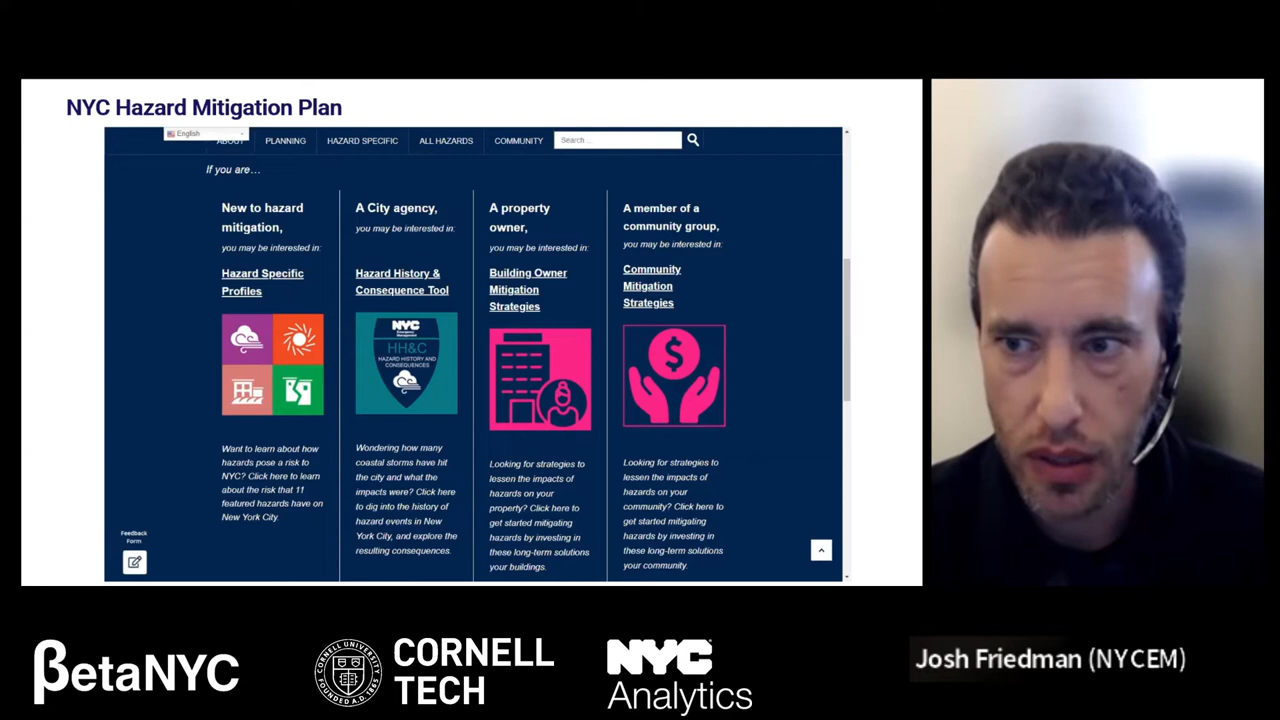 NYC Hazard Mitigation Plan
English
ABOUT
PLANNING
HAZARD SPECIFIC
ALL HAZARDS
COMMUNITY
Search ...
If you are...
New to hazard
mitigation,
you may be interested in:
Hazard Specific
Profiles
Want to learn about how
hazards pose a risk to
NYC? Click here to learn
about the risk that 11
featured hazards have on
New York City.
A City agency,
you may be interested in:
Hazard History &
Consequence Tool
NYC
Emergency
Management
HH&C
HAZARD HISTORY AND
CONSEQUENCES
Wondering how many
coastal storms have hit
the city and what the
impacts were? Click here
to dig into the history of
hazard events in New
York City, and explore the
resulting consequences.
A property
owner,
you may be interested in:
Building Owner
Mitigation
Strategies
Looking for strategies to
lessen the impacts of
hazards on your
property? Click here to
get started mitigating
hazards by investing in
these long-term solutions
your buildings.
A member of a
community group,
you may be interested in:
Community
Mitigation
Strategies
$
Looking for strategies to
lessen the impacts of
hazards on your
community? Click here to
get started mitigating
hazards by investing in
these long-term solutions
your community.
Feedback
Form
βetaNYC
CORNELL UNIVERSITY
FOUNDED A.D. 1865
CORNELL
TECH
NYC
Analytics
Josh Friedman (NYCEM)